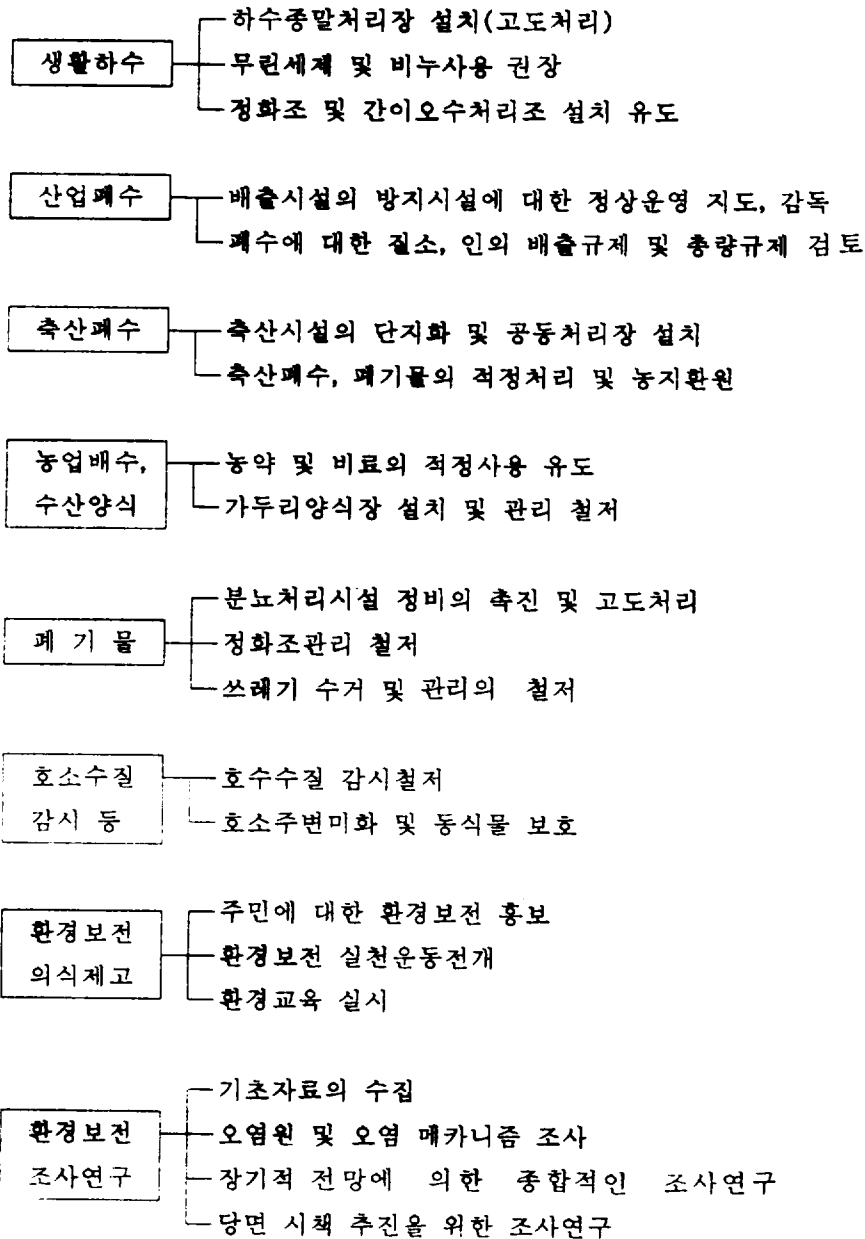 생활하수
하수종말처리장 설치(고도처리)
무린세제 및 비누사용 권장
정화조 및 간이오수처리조 설치 유도
산업폐수
배출시설의 방지시설에 대한 정상운영 지도, 감독
폐수에 대한 질소, 인의 배출규제 및 총량규제 검토
축산폐수
축산시설의 단지화 및 공동처리장 설치
축산폐수, 폐기물의 적정처리 및 농지환원
농업배수,
수산양식
농약 및 비료의 적정사용 유도
가두리양식장 설치 및 관리 철저
폐 기 물
분뇨처리시설 정비의 촉진 및 고도처리
정화조관리 철저
쓰레기 수거 및 관리의 철저
호소수질
감시 등
호수수질 감시철저
호소주변미화 및 동식물 보호
환경보전
의식제고
주민에 대한 환경보전 홍보
환경보전 실천운동전개
환경교육 실시
환경보전
조사연구
기초자료의 수집
오염원 및 오염 메카니즘 조사
장기적 전망에 의한 종합적인 조사연구
당면 시책 추진을 위한 조사연구